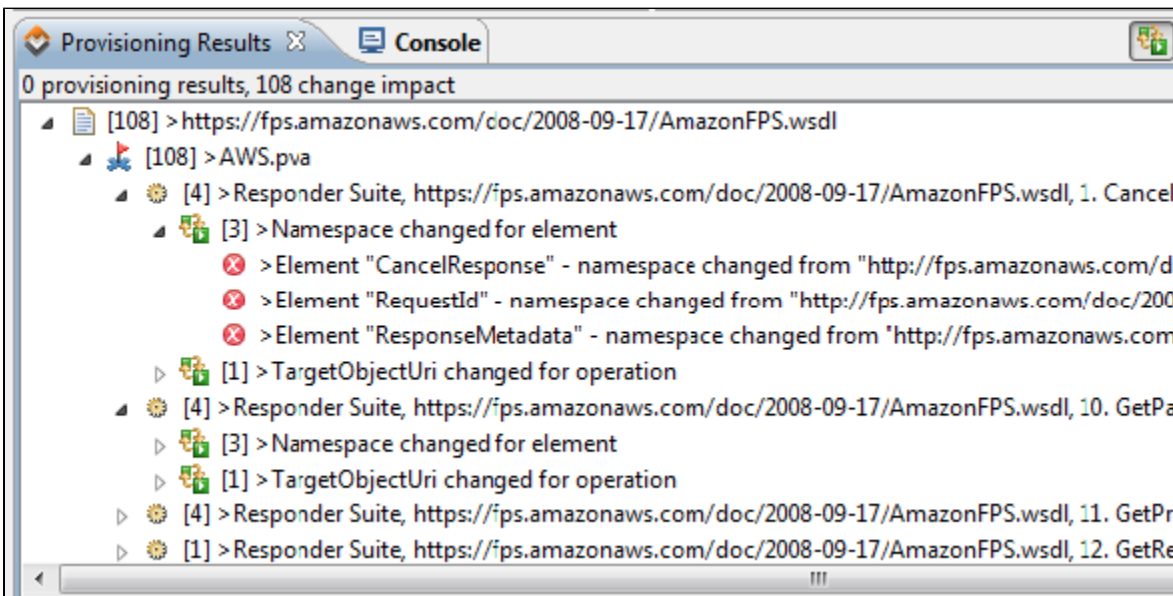 Provisioning Results Console
0 provisioning results, 108 change impact
[108] > https://fps.amazonaws.com/doc/2008-09-17/AmazonFPS.wsdl
[108] > AWS.pva
[4] > Responder Suite, https://fps.amazonaws.com/doc/2008-09-17/AmazonFPS.wsdl, 1. Cancel
[3] > Namespace changed for element
> Element "CancelResponse" - namespace changed from "http://fps.amazonaws.com/d
> Element "RequestId" - namespace changed from "http://fps.amazonaws.com/doc/200
> Element "ResponseMetadata" - namespace changed from "http://fps.amazonaws.com
[1] > TargetObjectUri changed for operation
[4] > Responder Suite, https://fps.amazonaws.com/doc/2008-09-17/AmazonFPS.wsdl, 10. GetPa
[3] > Namespace changed for element
[1] > TargetObjectUri changed for operation
[4] > Responder Suite, https://fps.amazonaws.com/doc/2008-09-17/AmazonFPS.wsdl, 11. GetPr
[1] > Responder Suite, https://fps.amazonaws.com/doc/2008-09-17/AmazonFPS.wsdl, 12. GetRe